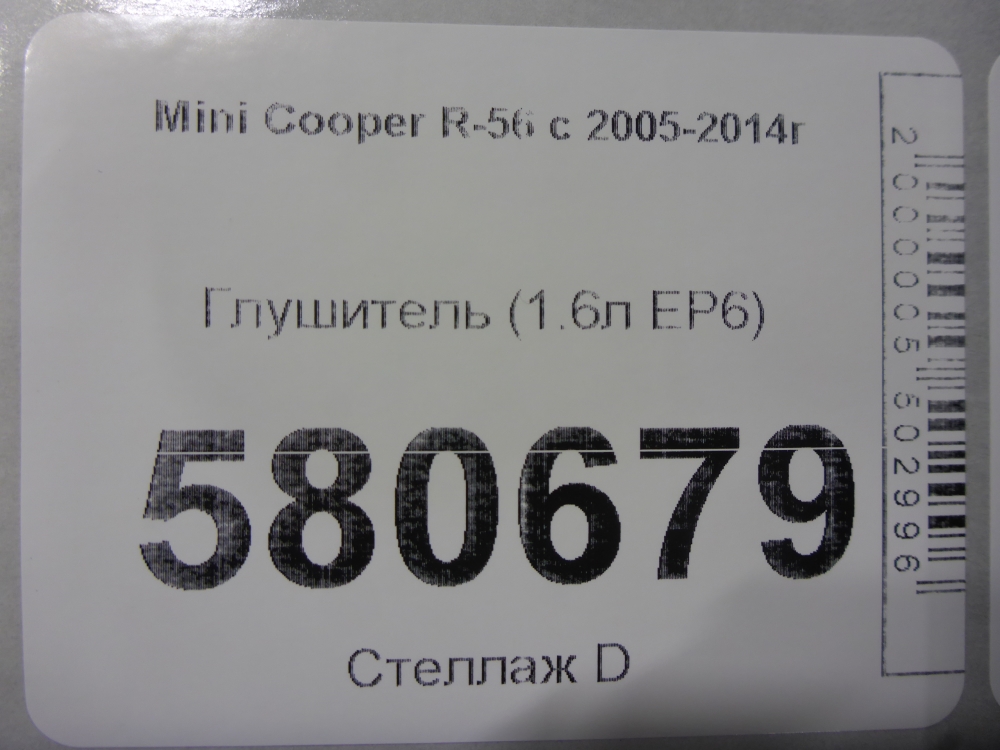 Mini Cooper R-56 с 2005-2014г
Глушитель (1.6л EP6)
580679
Стеллаж D
2000005502996